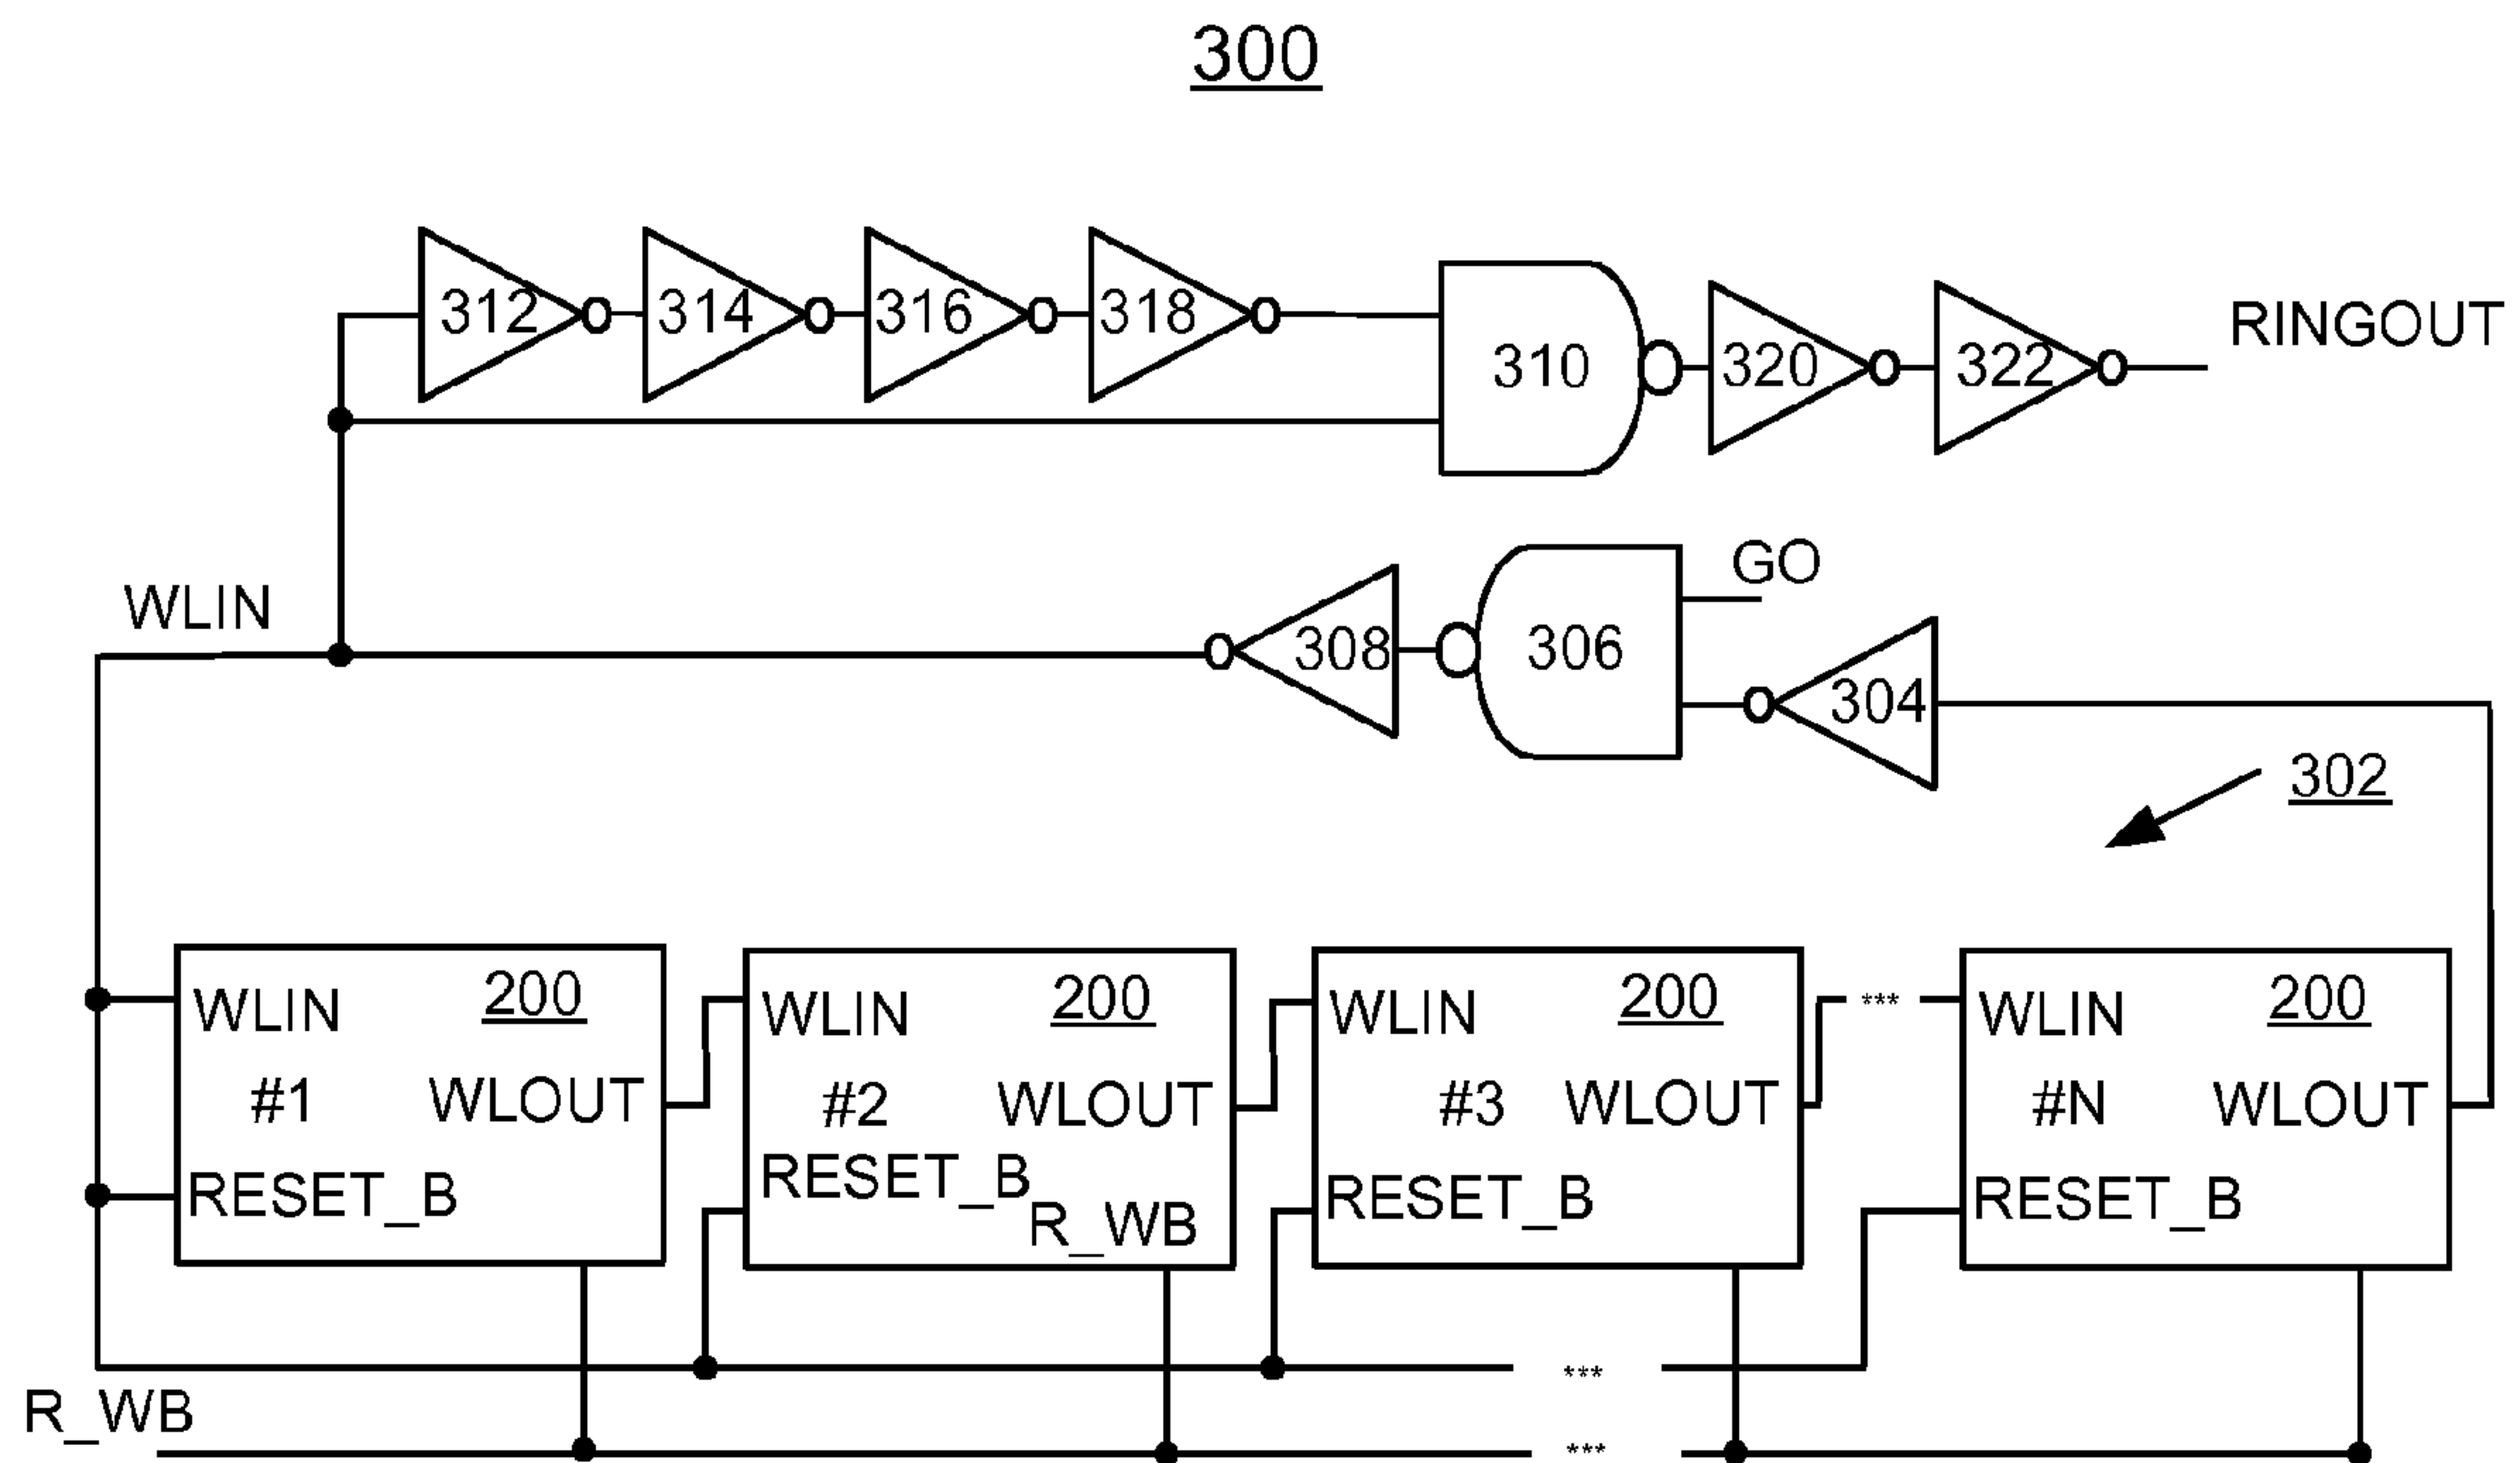 300
312 314 316 318 310 320 322 RINGOUT
GO
WLIN 308 306 304
302
WLIN 200 WLIN 200 WLIN 200 *** WLIN 200
#1 WLOUT #2 WLOUT #3 WLOUT #N WLOUT
RESET_B RESET_B RESET_B RESET_B
R_WB
***
R_WB
***